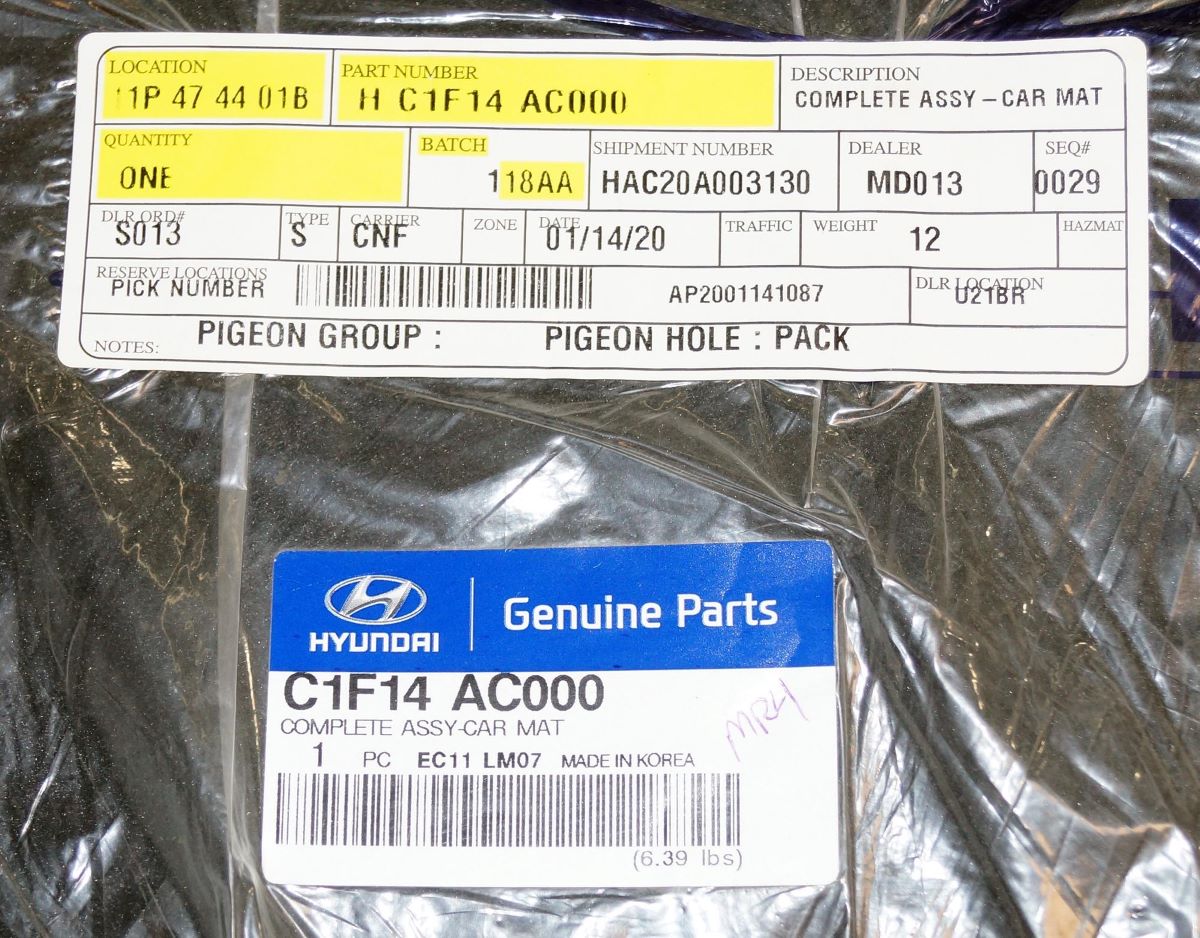 LOCATION PART NUMBER DESCRIPTION
11P 47 44 01B H C1F14 AC000 COMPLETE ASSY – CAR MAT
QUANTITY BATCH SHIPMENT NUMBER DEALER SEQ#
ONE 118AA HAC20A003130 MD013 0029
DLR ORD# TYPE CARRIER ZONE DATE TRAFFIC WEIGHT HAZMAT
S013 S CNF 01/14/20 12
RESERVE LOCATIONS DLR LOCATION
PICK NUMBER AP2001141087 U21BR
NOTES: PIGEON GROUP : PIGEON HOLE : PACK
HYUNDAI Genuine Parts
C1F14 AC000
COMPLETE ASSY-CAR MAT
1 PC EC11 LM07 MADE IN KOREA
(6.39 lbs)